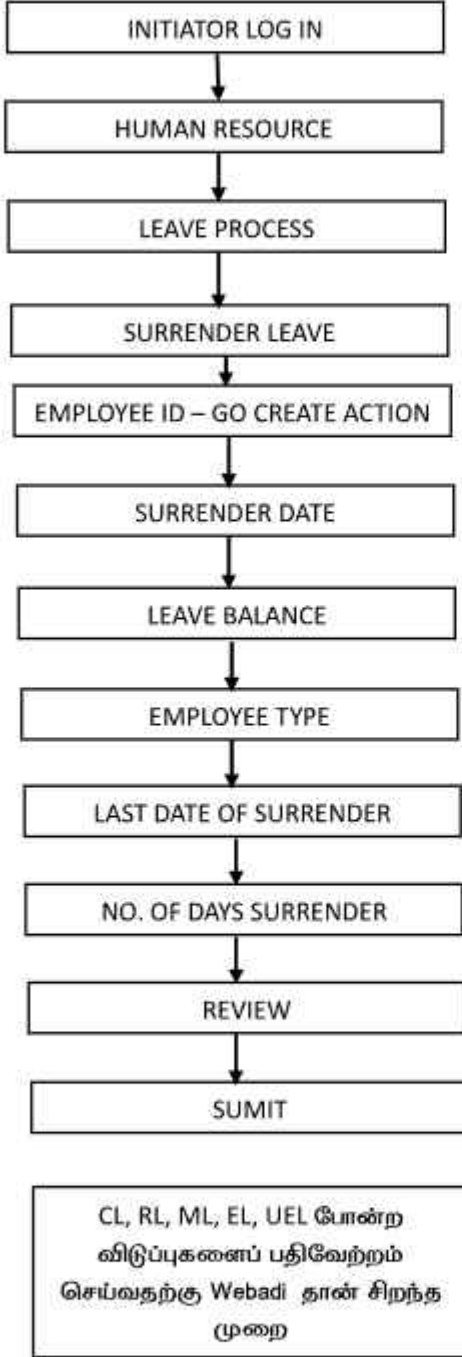 INITIATOR LOG IN
HUMAN RESOURCE
LEAVE PROCESS
SURRENDER LEAVE
EMPLOYEE ID – GO CREATE ACTION
SURRENDER DATE
LEAVE BALANCE
EMPLOYEE TYPE
LAST DATE OF SURRENDER
NO. OF DAYS SURRENDER
REVIEW
SUMIT
CL, RL, ML, EL, UEL போன்ற
விடுப்புகளைப் பதிவேற்றம்
செய்வதற்கு Webadi தான் சிறந்த
முறை